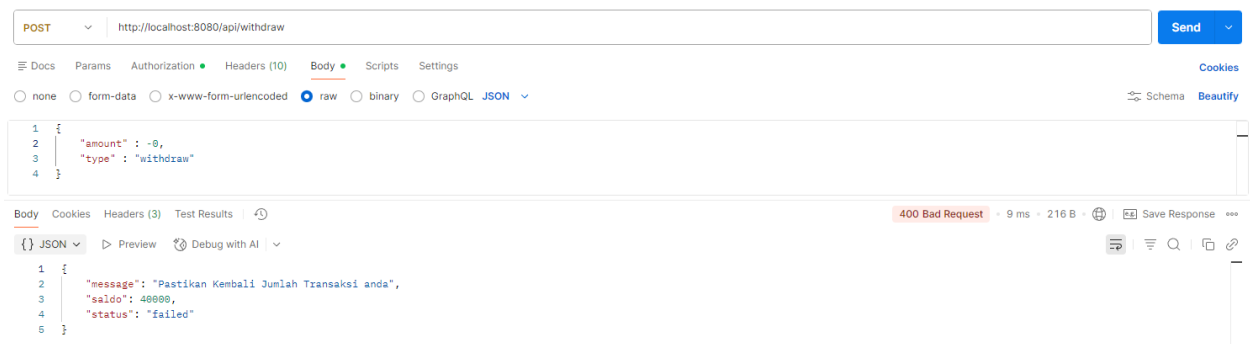 POST http://localhost:8080/api/withdraw Send
Docs Params Authorization Headers (10) Body Scripts Settings Cookies
none form-data x-www-form-urlencoded raw binary GraphQL JSON Schema Beautify
1 {
2 "amount" : -0,
3 "type" : "withdraw"
4 }
Body Cookies Headers (3) Test Results 400 Bad Request • 9 ms • 216 B • Save Response
{} JSON Preview Debug with AI
1 {
2 "message": "Pastikan Kembali Jumlah Transaksi anda",
3 "saldo": 40000,
4 "status": "failed"
5 }